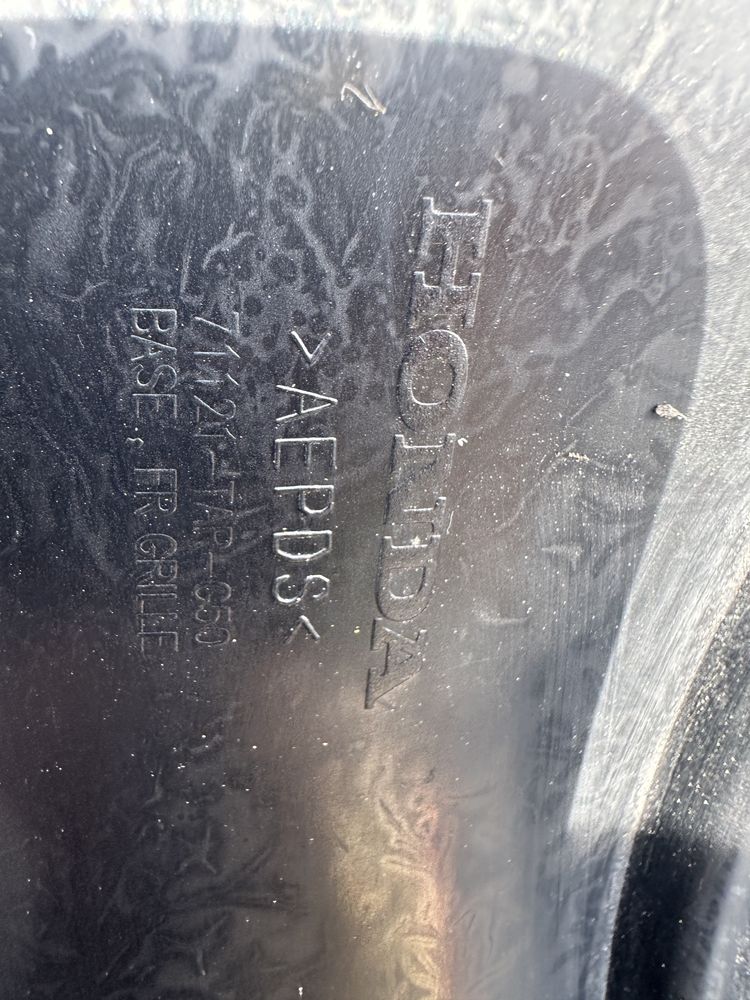 HONDA
>AEPDS<
71121-TAP-G50
BASE, FR GRILLE